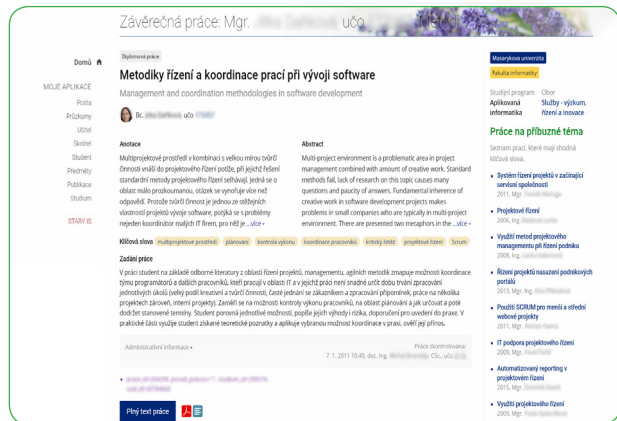 Závěrečná práce: Mgr.
učo
Domů
MOJE APLIKACE
Pošta
Průzkumy
Učitel
Školitel
Student
Předměty
Publikace
Studium
STARÝ IS
Diplomová práce
Metodiky řízení a koordinace prací při vývoji software
Management and coordination methodologies in software development
Bc.
učo
Anotace
Multiprojektové prostředí v kombinaci s velkou mírou tvůrčí
činnosti vnáší do projektového řízení potíže, při jejichž řešení
standardní metody projektového řízení selhávají. Jedná se o
oblast málo prozkoumanou, otázek se vynořuje více než
odpovědí. Protože tvůrčí činnost je jednou ze stěžejních
vlastností projektů vývoje software, potýká se s problémy
nejeden koordinátor malých IT firem, pro něž je ...více
Abstract
Multi-project environment is a problematic area in project
management combined with amount of creative work. Standard
methods fail, lack of research on this topic causes many
questions and paucity of answers. Fundamental inherence of
creative work in software development projects makes
problems in small companies who are typically in multi-project
environment. There are presented two metaphors in the ...více
Klíčová slova multiprojektové prostředí plánování kontrola výkonu koordinace pracovníků kritický řetěz projektové řízení Scrum
Zadání práce
V práci student na základě odborné literatury z oblastí řízení projektů, managementu, agilních metodik zmapuje možnosti koordinace
týmu programátorů a dalších pracovníků, kteří pracují v oblasti IT a v jejichž práci není snadné určit dobu trvání zpracování
jednotlivých úkolů (velký podíl kreativní a tvůrčí činnosti, časté jednání se zákazníkem a zpracování připomínek, práce na několika
projektech zároveň, interní projekty). Zaměří se na možnosti kontroly výkonu pracovníků, na oblast plánování a jak určovat a poté
dodržet stanovené termíny. Student porovná jednotlivé možnosti, popíše jejich výhody i rizika, doporučení pro uvedení do praxe. V
praktické části využije student získané teoretické poznatky a aplikuje vybranou možnost koordinace v praxi, ověří její přínos.
Administrativní informace
Práce zkontrolována:
7. 1. 2011 10:40, doc. Ing.
CSc., učo
Plný text práce
Masarykova univerzita
Fakulta informatiky
Studijní program Obor
Aplikovaná Služby - výzkum,
informatika řízení a inovace
Práce na příbuzné téma
Seznam prací, které mají shodná
klíčová slova.
Systém řízení projektů v začínající
servisní společnosti
2011, Mgr.
Projektové řízení
2006, Ing.
Využití metod projektového
managementu při řízení podniku
2008, Ing.
Řízení projektů nasazení podnikových
portálů
2013, Mgr. Ing.
Použití SCRUM pro menší a střední
webové projekty
2011, Mgr.
IT podpora projektového řízení
2009, Mgr.
Automatizovaný reporting v
projektovém řízení
2015, Mgr.
Využití projektového řízení
2009, Mgr.